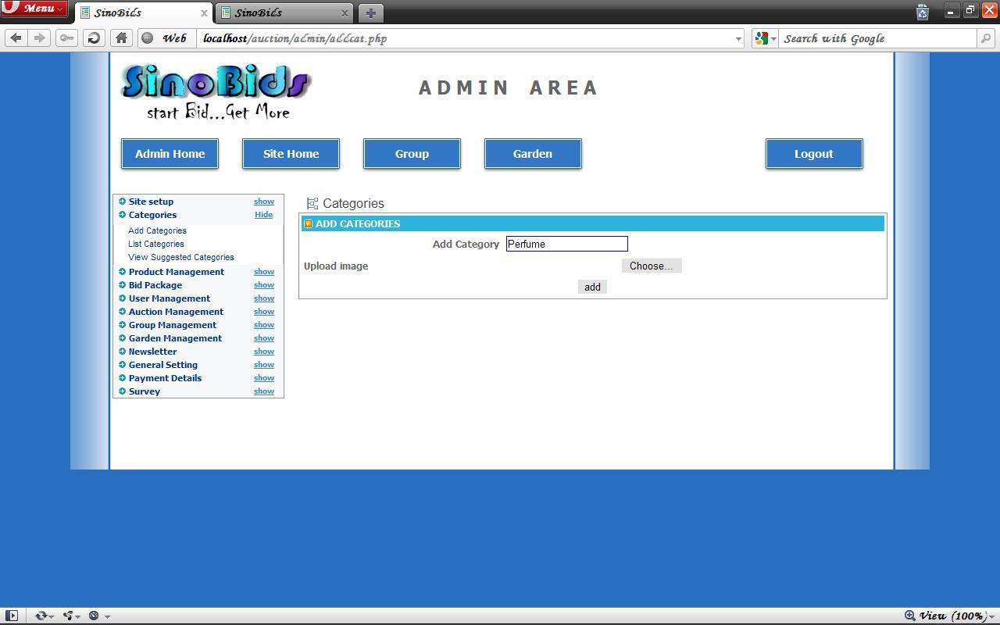 Menu
SinoBids
SinoBids
Web
localhost/auction/admin/addcat.php
Search with Google
SinoBids
start Bid...Get More
ADMIN AREA
Admin Home
Site Home
Group
Garden
Logout
Site setup show
Categories Hide
Add Categories
List Categories
View Suggested Categories
Product Management show
Bid Package show
User Management show
Auction Management show
Group Management show
Garden Management show
Newsletter show
General Setting show
Payment Details show
Survey show
Categories
ADD CATEGORIES
Add Category Perfume
Upload image Choose...
add
View (100%)